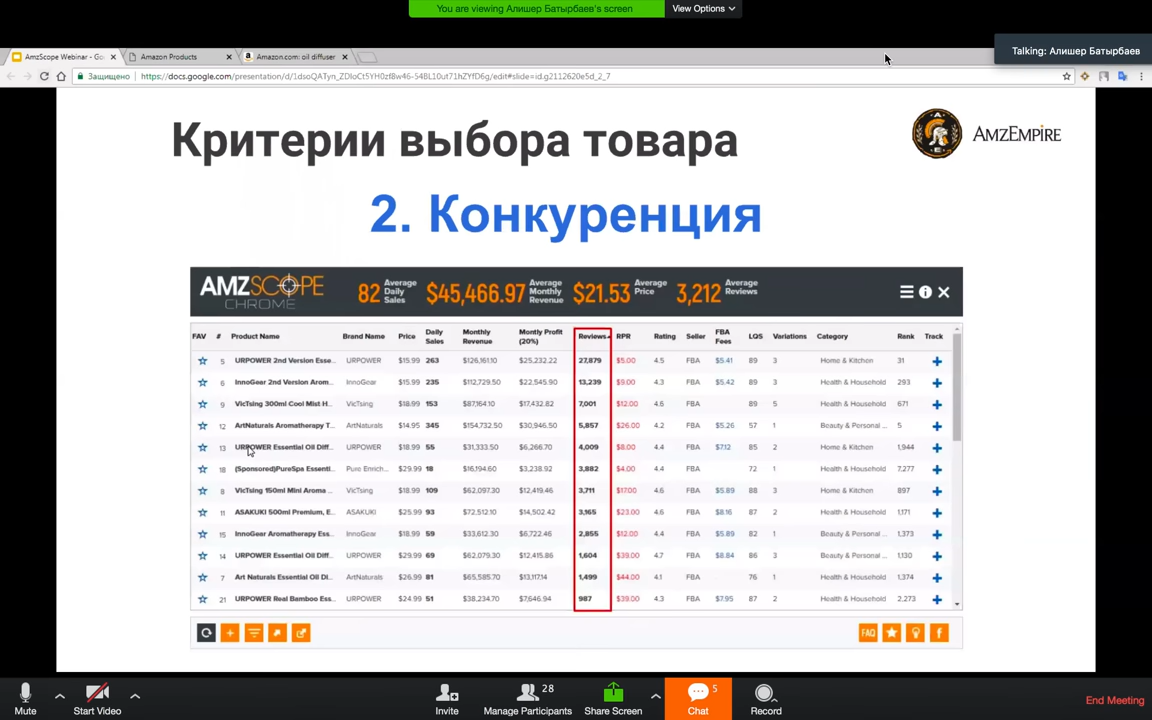 You are viewing Алишер Батырбаев's screen
View Options
Talking: Алишер Батырбаев
AmzScope Webinar - Go
Amazon Products
Amazon.com: oil diffuser
Защищено
Критерии выбора товара
AMZEMPIRE
2. Конкуренция
AMZSCOPE CHROME
82 Average Daily Sales
$45,466.97 Average Monthly Revenue
$21.53 Average Price
3,212 Average Reviews
FAV # Product Name Brand Name Price Daily Sales Monthly Revenue Montly Profit (20%) Reviews RPR Rating Seller FBA Fees LQS Variations Category Rank Track
5 URPOWER 2nd Version Esse... URPOWER $15.99 263 $126,161.10 $25,232.22 27,879 $5.00 4.5 FBA $5.41 89 3 Home & Kitchen 31
6 InnoGear 2nd Version Arom... InnoGear $15.99 235 $112,729.50 $22,545.90 13,239 $9.00 4.3 FBA $5.42 89 3 Health & Household 293
9 VicTsing 300ml Cool Mist H... VicTsing $18.99 153 $87,164.10 $17,432.82 7,001 $12.00 4.6 FBA 89 5 Health & Household 671
12 ArtNaturals Aromatherapy T... ArtNaturals $14.95 345 $154,732.50 $30,946.50 5,857 $26.00 4.2 FBA $5.26 57 1 Beauty & Personal ... 5
13 URPOWER Essential Oil Diff... URPOWER $18.99 55 $31,333.50 $6,266.70 4,009 $8.00 4.4 FBA $7.12 85 2 Home & Kitchen 1,944
18 (Sponsored)PureSpa Essenti... Pure Enrich... $29.99 18 $16,194.60 $3,238.92 3,882 $4.00 4.4 FBA 72 1 Health & Household 7,277
8 VicTsing 150ml Mini Aroma ... VicTsing $18.99 109 $62,097.30 $12,419.46 3,711 $17.00 4.6 FBA $5.89 88 3 Home & Kitchen 897
11 ASAKUKI 500ml Premium, E... ASAKUKI $25.99 93 $72,512.10 $14,502.42 3,165 $23.00 4.6 FBA $8.16 87 2 Health & Household 1,171
15 InnoGear Aromatherapy Ess... InnoGear $18.99 59 $33,612.30 $6,722.46 2,855 $12.00 4.4 FBA $5.89 82 1 Beauty & Personal ... 1,373
14 URPOWER Essential Oil Diff... URPOWER $29.99 69 $62,079.30 $12,415.86 1,604 $39.00 4.7 FBA $8.84 86 3 Home & Kitchen 1,130
7 Art Naturals Essential Oil Di... ArtNaturals $26.99 81 $65,585.70 $13,117.14 1,499 $44.00 4.1 FBA 76 1 Health & Household 1,374
21 URPOWER Real Bamboo Ess... URPOWER $24.99 51 $38,234.70 $7,646.94 987 $39.00 4.3 FBA $7.95 87 2 Health & Household 2,273
FAQ
Mute
Start Video
Invite
28
Manage Participants
Share Screen
5
Chat
Record
End Meeting